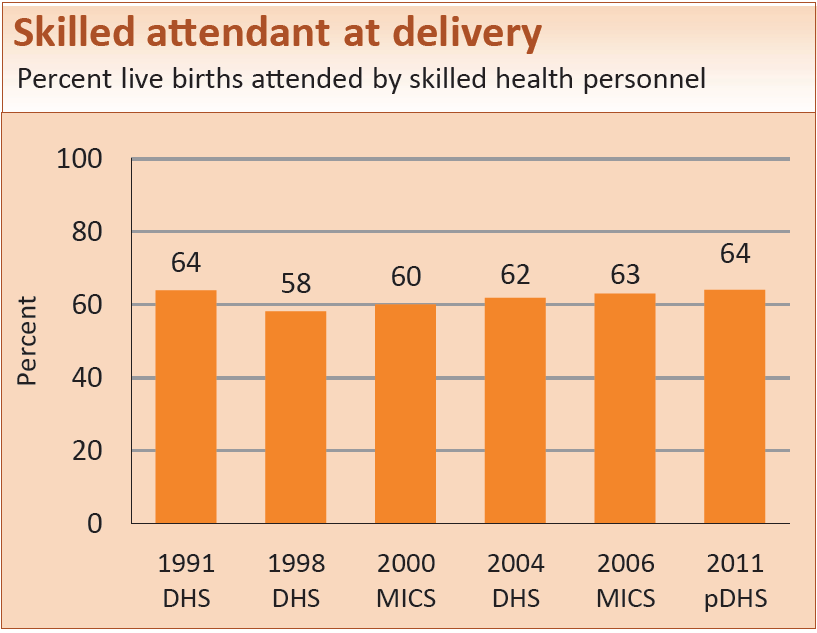 Skilled attendant at delivery
Percent live births attended by skilled health personnel
100
80
60
40
20
0
Percent
64
58
60
62
63
64
1991
DHS
1998
DHS
2000
MICS
2004
DHS
2006
MICS
2011
pDHS